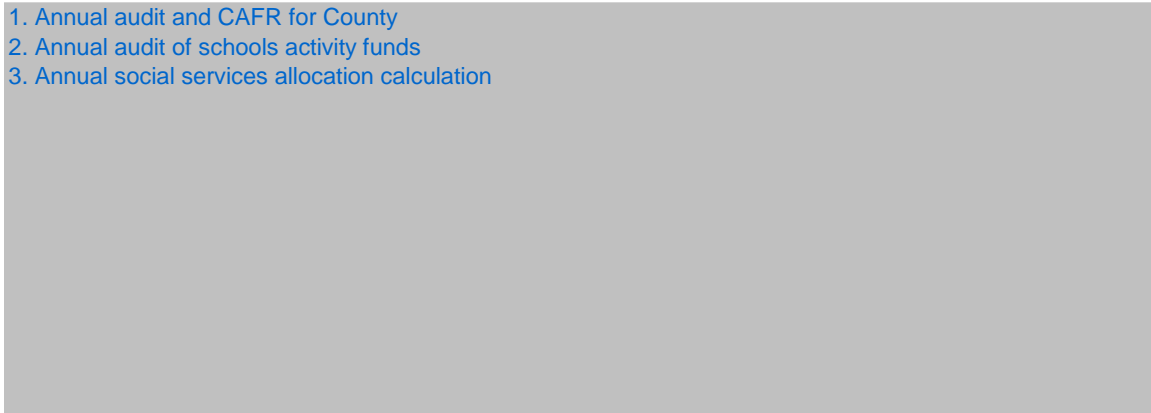 1. Annual audit and CAFR for County
2. Annual audit of schools activity funds
3. Annual social services allocation calculation